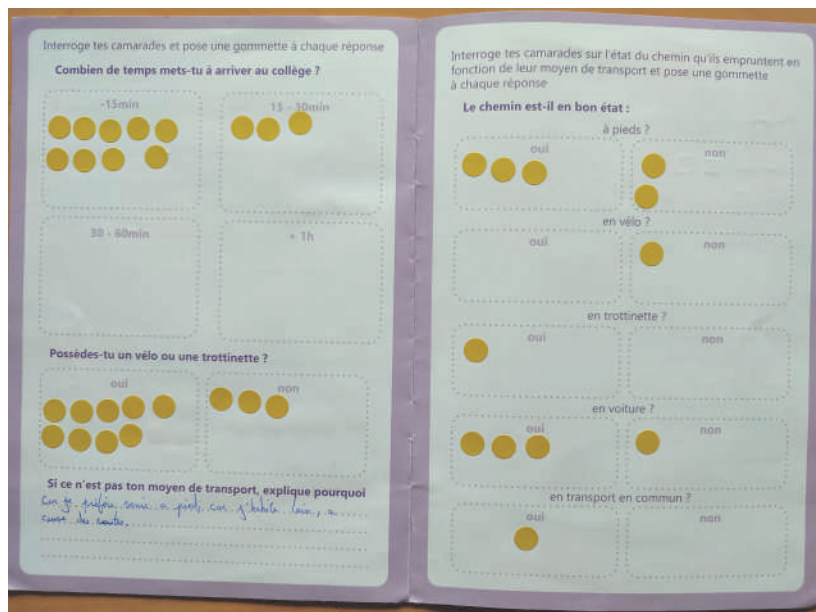 Interroge tes camarades et pose une gommette à chaque réponse
Combien de temps mets-tu à arriver au collège ?
-15min
15 - 30min
30 - 60min
+ 1h
Possèdes-tu un vélo ou une trottinette ?
oui
non
Si ce n'est pas ton moyen de transport, explique pourquoi
Car je préfère venir a pied, car j'habite loin, a
cause des routes.
Interroge tes camarades sur l'état du chemin qu'ils empruntent en
fonction de leur moyen de transport et pose une gommette
à chaque réponse
Le chemin est-il en bon état :
à pieds ?
oui
non
en vélo ?
oui
non
en trottinette ?
oui
non
en voiture ?
oui
non
en transport en commun ?
oui
non